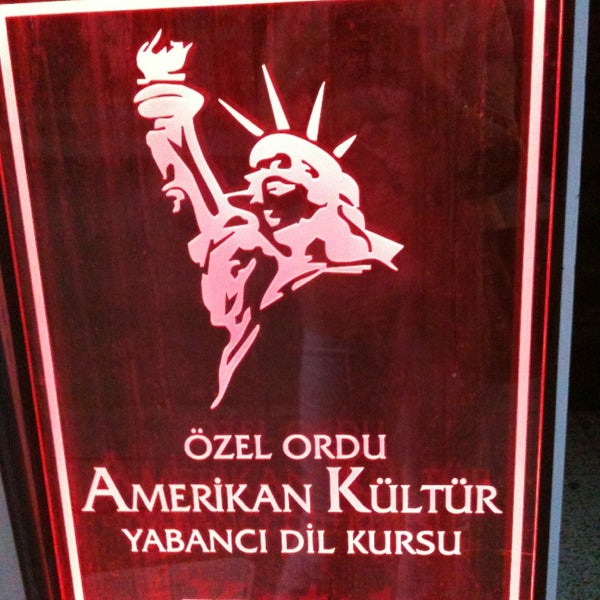 ÖZEL ORDU
AMERİKAN KÜLTÜR
YABANCI DİL KURSU